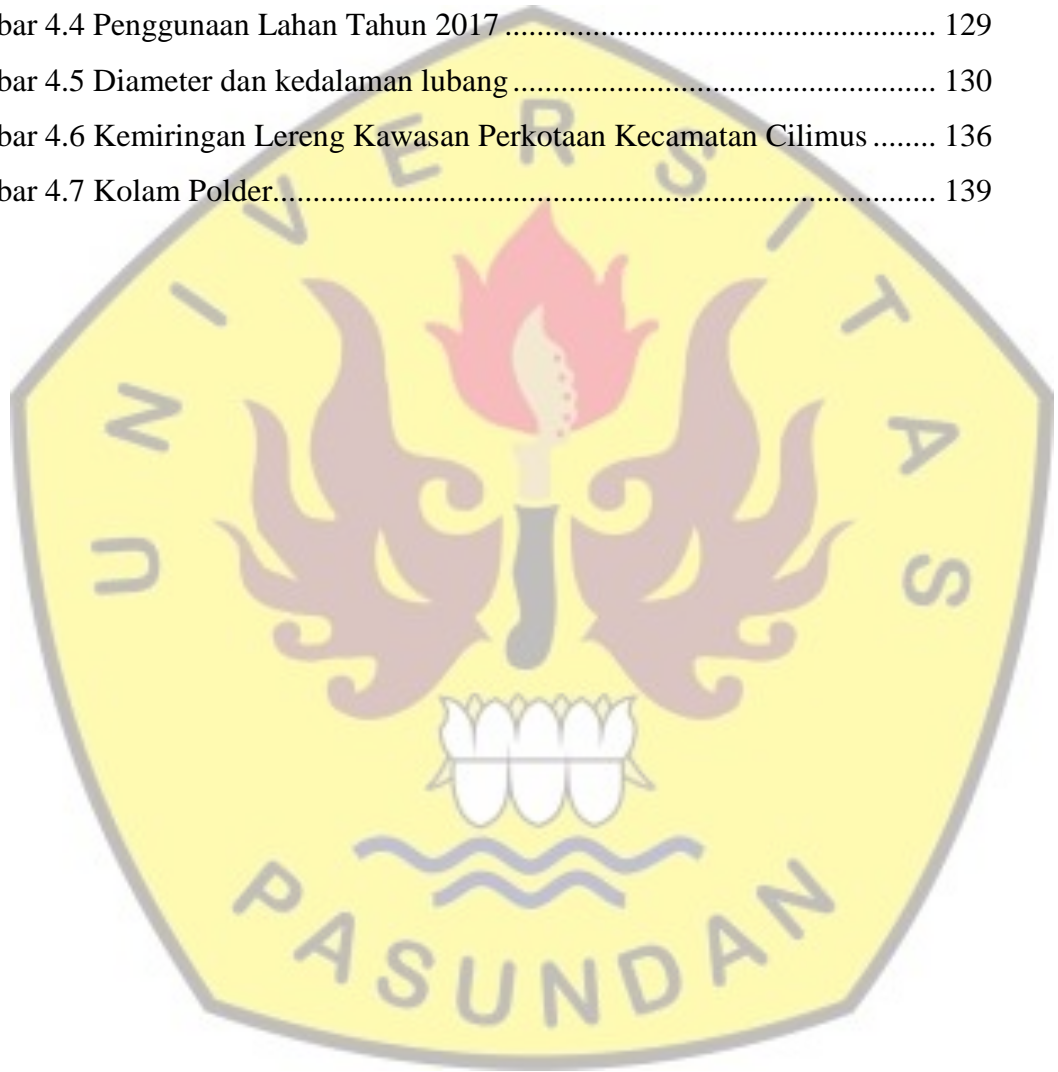 bar 4.4 Penggunaan Lahan Tahun 2017 ...................................................... 129
bar 4.5 Diameter dan kedalaman lubang ..................................................... 130
bar 4.6 Kemiringan Lereng Kawasan Perkotaan Kecamatan Cilimus ........ 136
bar 4.7 Kolam Polder.................................................................................. 139
UNIVERSITAS
PASUNDAN